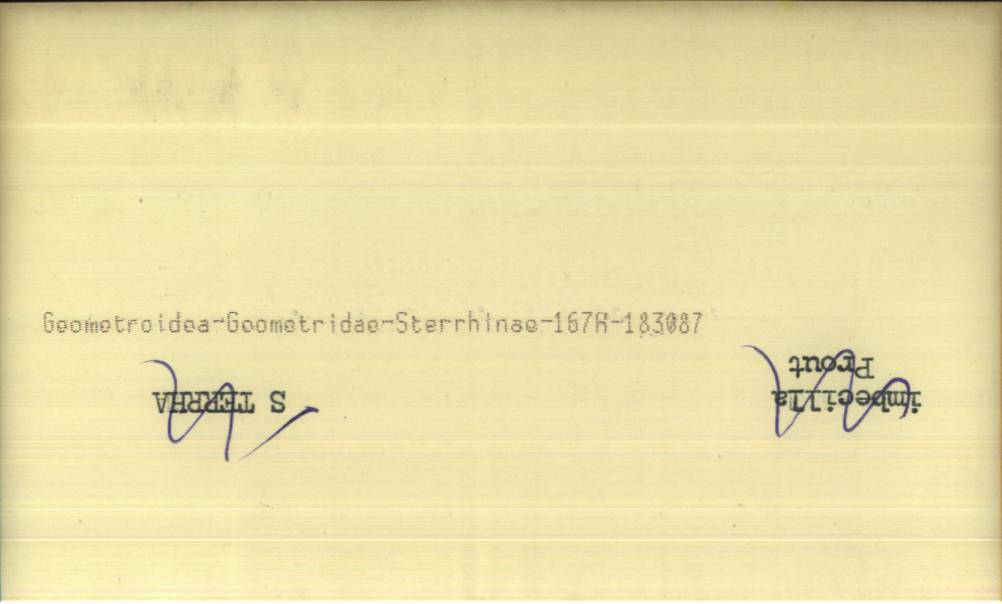 Geometroidea-Geometridae-Sterrhinae-167A-183087
S TERRHA
imbecilla
Prout